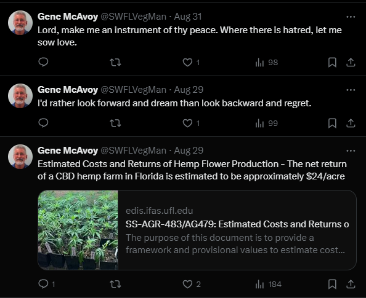 Gene McAvoy @SWFLVegMan · Aug 31
Lord, make me an instrument of thy peace. Where there is hatred, let me
sow love.
1 98
Gene McAvoy @SWFLVegMan · Aug 29
I'd rather look forward and dream than look backward and regret.
1 99
Gene McAvoy @SWFLVegMan · Aug 29
Estimated Costs and Returns of Hemp Flower Production - The net return
of a CBD hemp farm in Florida is estimated to be approximately $24/acre
edis.ifas.ufl.edu
SS-AGR-483/AG479: Estimated Costs and Returns o
The purpose of this document is to provide a
framework and provisional values to estimate cost...
1 2 184